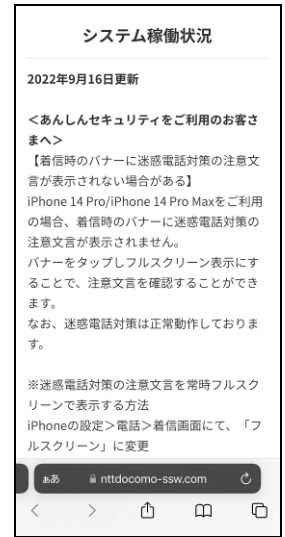 システム稼働状況
2022年9月16日更新
＜あんしんセキュリティをご利用のお客さ
まへ＞
【着信時のバナーに迷惑電話対策の注意文
言が表示されない場合がある】
iPhone 14 Pro/iPhone 14 Pro Maxをご利用
の場合、着信時のバナーに迷惑電話対策の
注意文言が表示されません。
バナーをタップしフルスクリーン表示にす
ることで、注意文言を確認することができ
ます。
なお、迷惑電話対策は正常動作しておりま
す。
※迷惑電話対策の注意文言を常時フルスク
リーンで表示する方法
iPhoneの設定＞電話＞着信画面にて、「フ
ルスクリーン」に変更
ぁあ nttdocomo-ssw.com